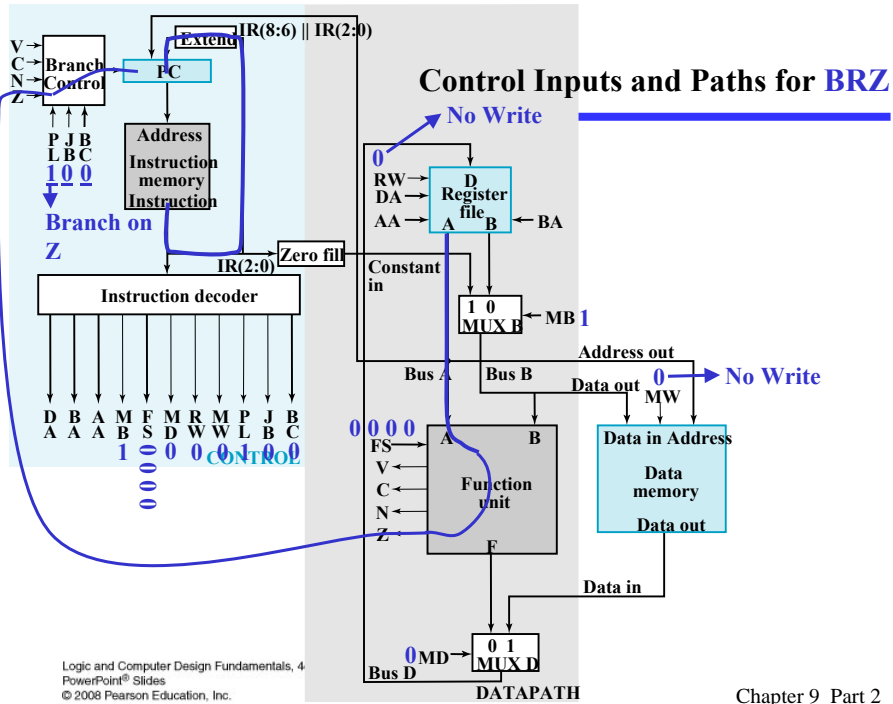 Control Inputs and Paths for BRZ
IR(8:6) || IR(2:0)
Extend
V
C
N
Z
Branch
Control
PC
P
L
J
B
B
C
1 0 0
Branch on
Z
Address
Instruction
memory
Instruction
No Write
0
RW
DA
AA
D
Register
file
A B
BA
IR(2:0)
Zero fill
Constant
in
Instruction decoder
1 0
MUX B
MB 1
Address out
Bus A
Bus B
Data out
0
No Write
MW
D
A
B
A
A
A
M
B
F
S
M
D
R
W
M
W
P
L
J
B
B
C
1
0
0
0
0
0 0 0 1 0 0
CONTROL
0 0 0 0
FS
V
C
N
Z
A
B
Function
unit
F
Data in Address
Data
memory
Data out
Data in
0 MD
0 1
MUX D
Bus D
DATAPATH
Logic and Computer Design Fundamentals, 4
PowerPoint® Slides
© 2008 Pearson Education, Inc.
Chapter 9 Part 2